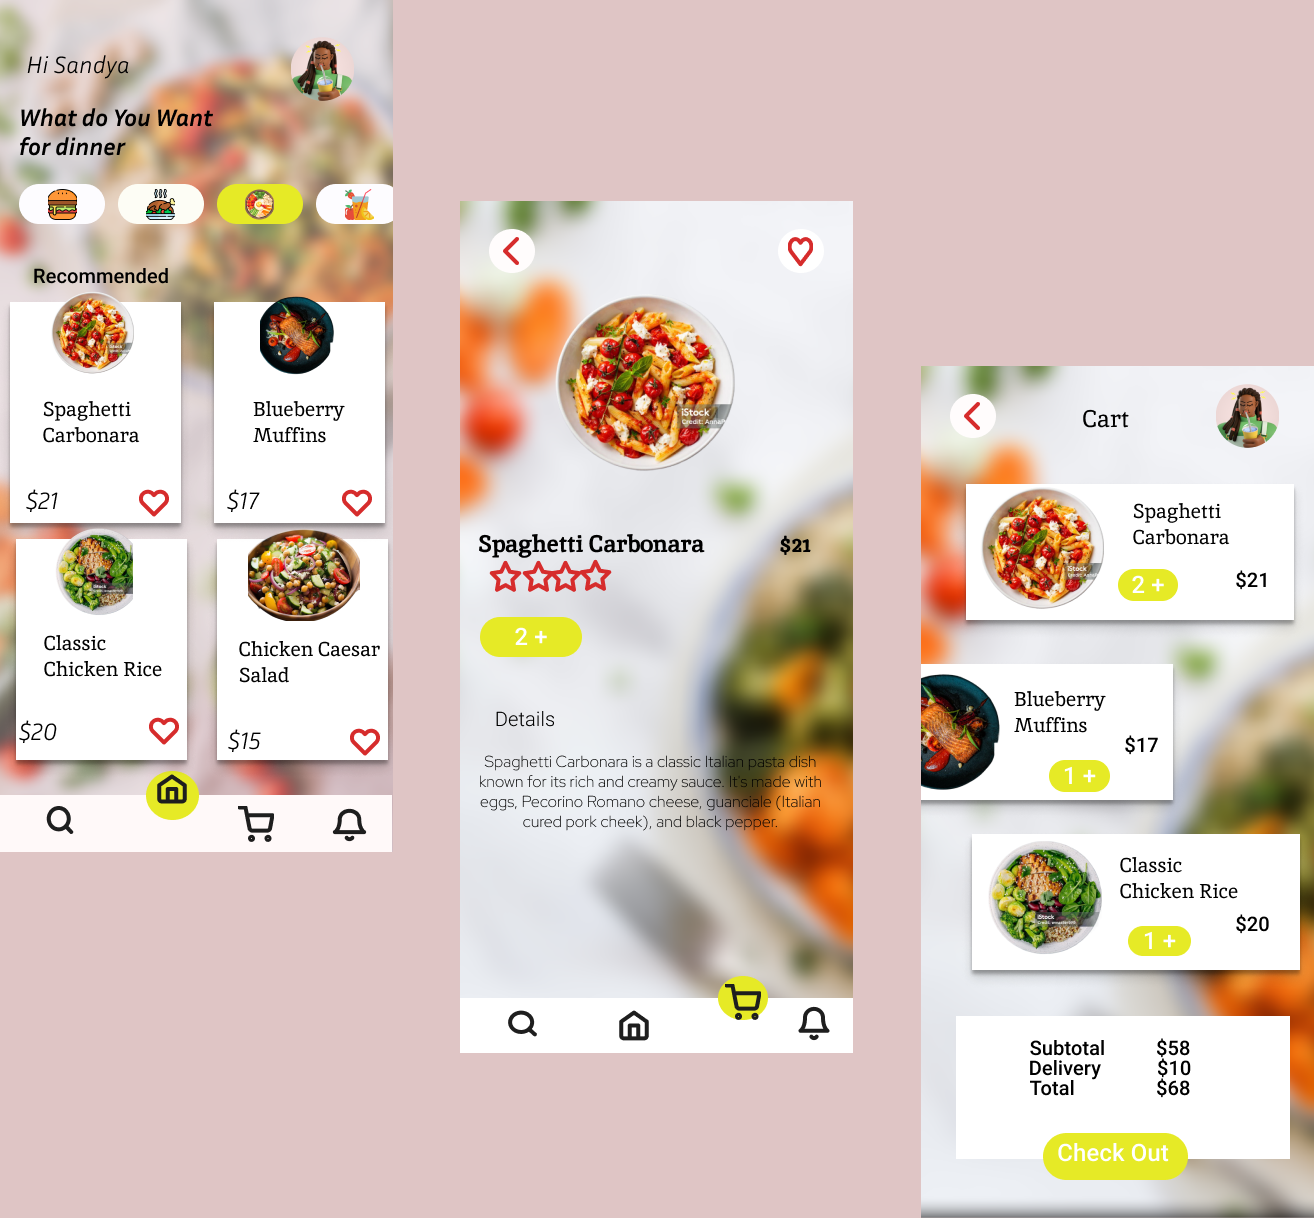 Hi Sandya
What do You Want
for dinner
Recommended
Spaghetti
Carbonara
$21
Blueberry
Muffins
$17
Classic
Chicken Rice
$20
Chicken Caesar
Salad
$15
iStock
Spaghetti Carbonara
$21
2 +
Details
Spaghetti Carbonara is a classic Italian pasta dish
known for its rich and creamy sauce. It's made with
eggs, Pecorino Romano cheese, guanciale (Italian
cured pork cheek), and black pepper.
Cart
iStock
Spaghetti
Carbonara
2 +
$21
Blueberry
Muffins
$17
1 +
iStock
Classic
Chicken Rice
$20
1 +
Subtotal $58
Delivery $10
Total $68
Check Out